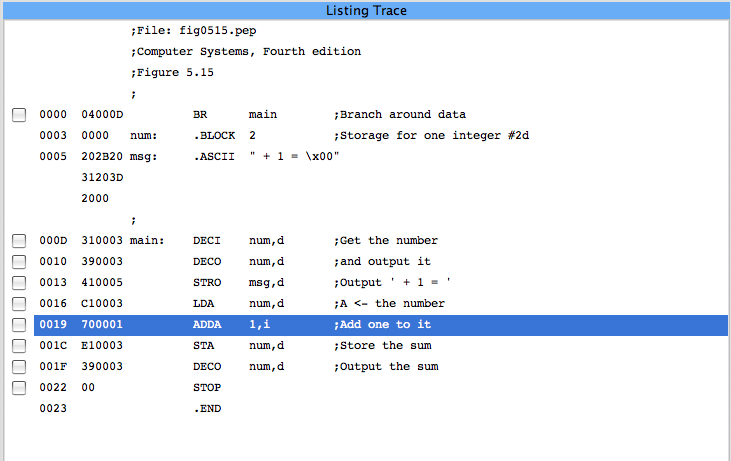 Listing Trace
;File: fig0515.pep
;Computer Systems, Fourth edition
;Figure 5.15
;
0000 04000D BR main ;Branch around data
0003 0000 num: .BLOCK 2 ;Storage for one integer #2d
0005 202B20 msg: .ASCII " + 1 = \x00"
31203D
2000
;
000D 310003 main: DECI num,d ;Get the number
0010 390003 DECO num,d ;and output it
0013 410005 STRO msg,d ;Output ' + 1 = '
0016 C10003 LDA num,d ;A <- the number
0019 700001 ADDA 1,i ;Add one to it
001C E10003 STA num,d ;Store the sum
001F 390003 DECO num,d ;Output the sum
0022 00 STOP
0023 .END